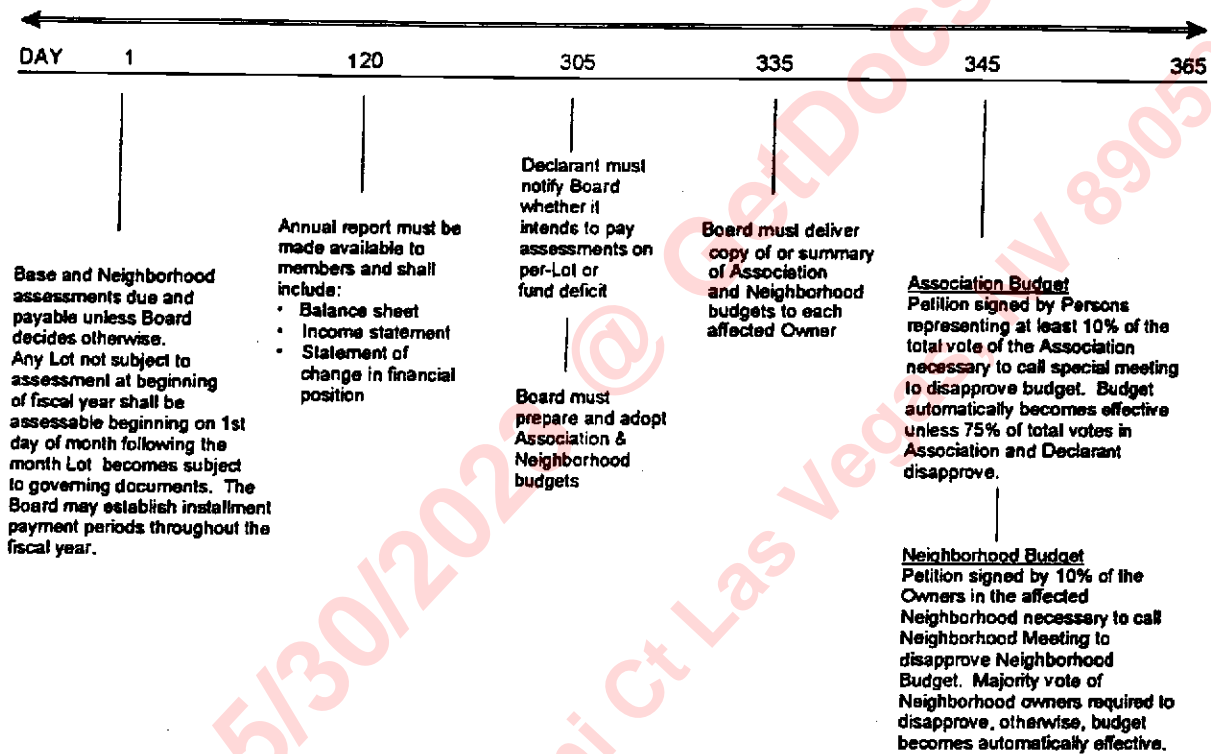 DAY 1 120 305 335 345 365
Base and Neighborhood
assessments due and
payable unless Board
decides otherwise.
Any Lot not subject to
assessment at beginning
of fiscal year shall be
assessable beginning on 1st
day of month following the
month Lot becomes subject
to governing documents. The
Board may establish installment
payment periods throughout the
fiscal year.
Annual report must be
made available to
members and shall
include:
• Balance sheet
• Income statement
• Statement of
change in financial
position
Declarant must
notify Board
whether it
intends to pay
assessments on
per-Lot or
fund deficit
Board must
prepare and adopt
Association &
Neighborhood
budgets
Board must deliver
copy of or summary
of Association
and Neighborhood
budgets to each
affected Owner
Association Budget
Petition signed by Persons
representing at least 10% of the
total vote of the Association
necessary to call special meeting
to disapprove budget. Budget
automatically becomes effective
unless 75% of total votes in
Association and Declarant
disapprove.
Neighborhood Budget
Petition signed by 10% of the
Owners in the affected
Neighborhood necessary to call
Neighborhood Meeting to
disapprove Neighborhood
Budget. Majority vote of
Neighborhood owners required to
disapprove, otherwise, budget
becomes automatically effective.
5/30/2023 @ GetDocs
Ct Las Vegas, NV 8905